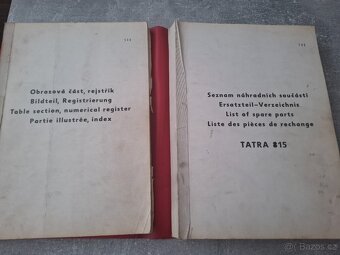 Obrazová část, rejstřík
Bildteil, Registrierung
Table section, numerical register
Partie illustrée, index
Seznam náhradních součástí
Ersatzteil-Verzeichnis
List of spare parts
Liste des pièces de rechange
TATRA 815
Bazoš.cz